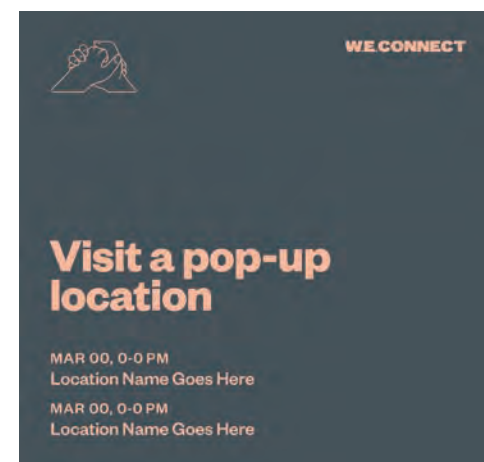 WE.CONNECT
Visit a pop-up
location
MAR 00, 0-0 PM
Location Name Goes Here
MAR 00, 0-0 PM
Location Name Goes Here